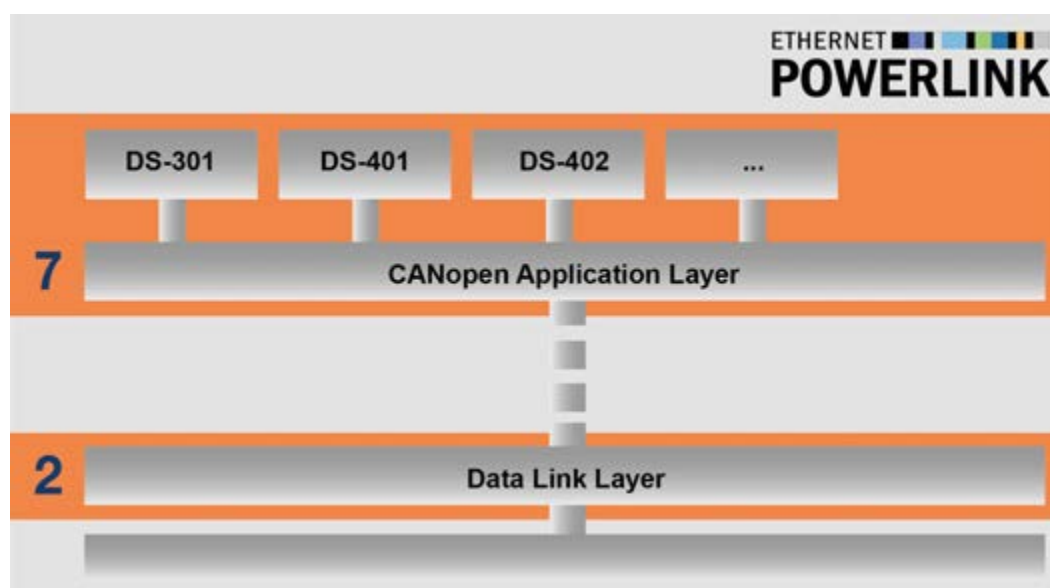 ETHERNET
POWERLINK
DS-301
DS-401
DS-402
...
7
CANopen Application Layer
2
Data Link Layer